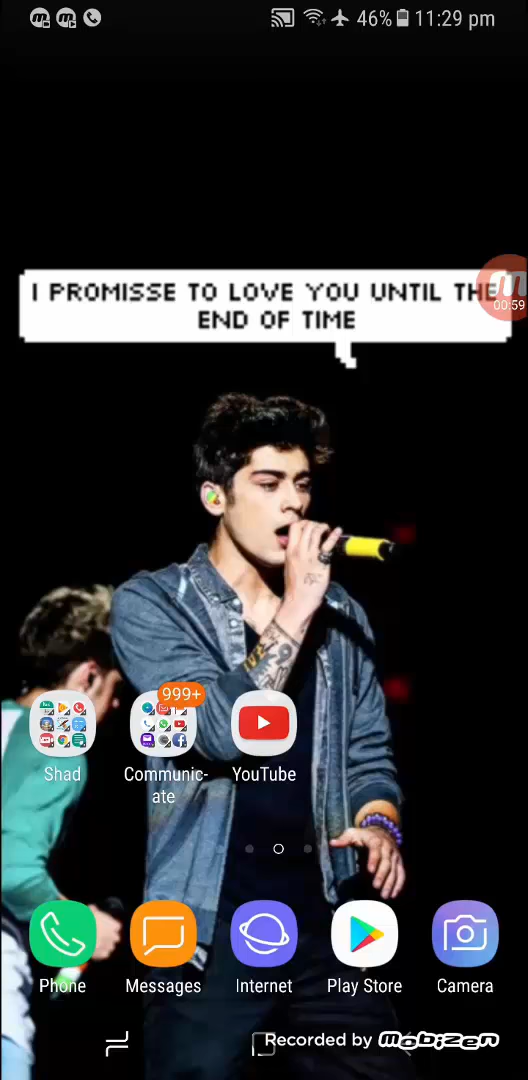 46% 11:29 pm
I PROMISSE TO LOVE YOU UNTIL THE
END OF TIME
00:59
999+
Shad
Communic-
ate
YouTube
Phone
Messages
Internet
Play Store
Camera
Recorded by mobizen